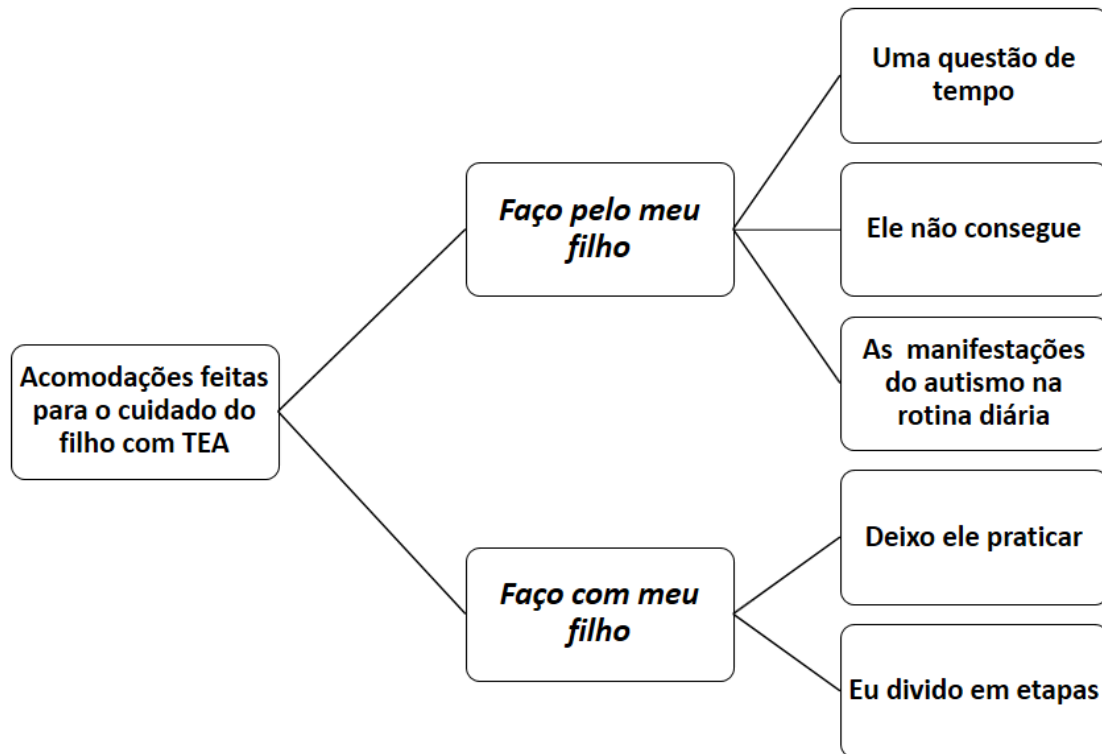 Acomodações feitas
para o cuidado do
filho com TEA
Faço pelo meu
filho
Uma questão de
tempo
Ele não consegue
As manifestações
do autismo na
rotina diária
Faço com meu
filho
Deixo ele praticar
Eu divido em etapas